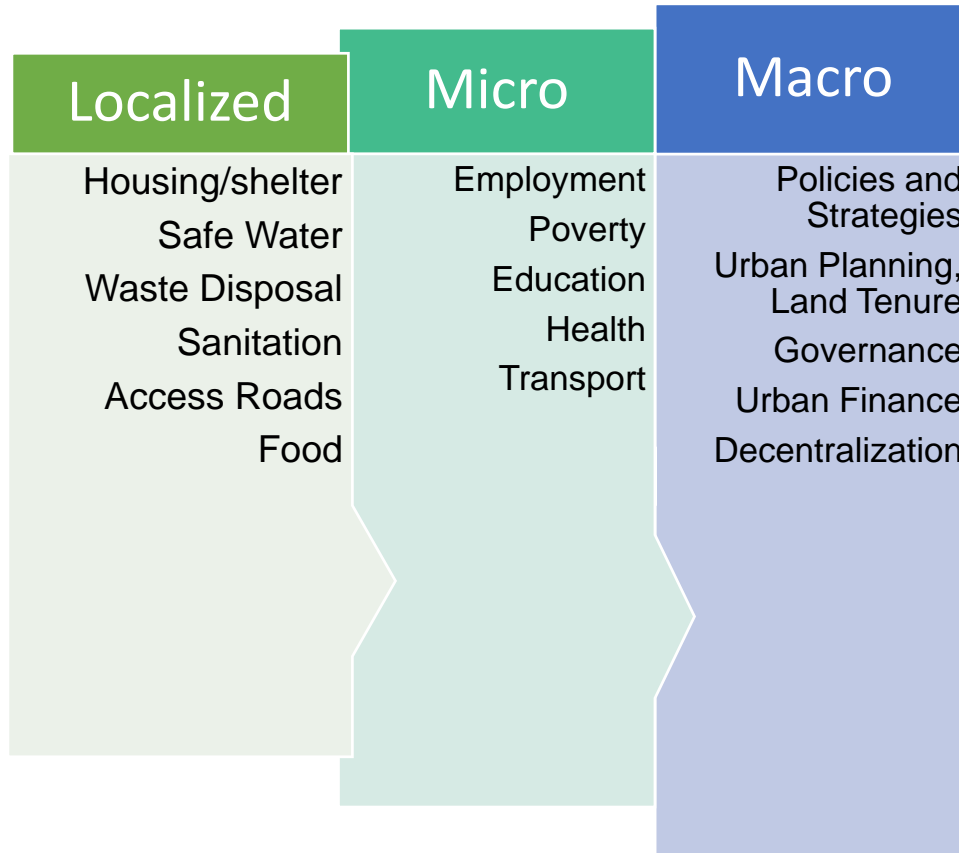 Localized
Housing/shelter
Safe Water
Waste Disposal
Sanitation
Access Roads
Food
Micro
Employment
Poverty
Education
Health
Transport
Macro
Policies and
Strategies
Urban Planning,
Land Tenure
Governance
Urban Finance
Decentralization